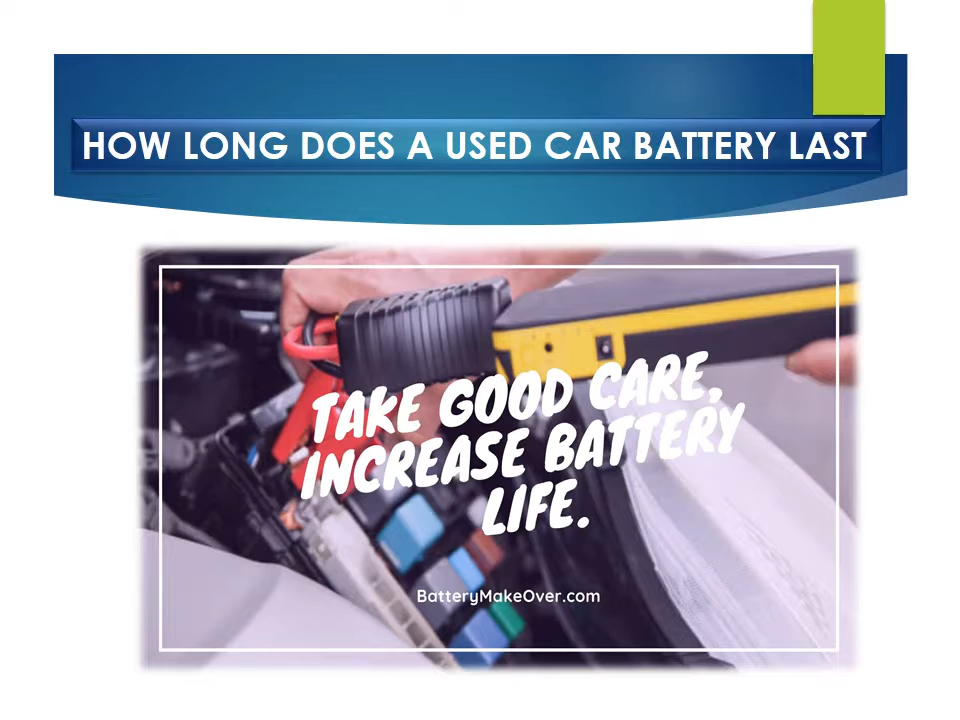 HOW LONG DOES A USED CAR BATTERY LAST
TAKE GOOD CARE,
INCREASE BATTERY
LIFE.
BatteryMakeOver.com